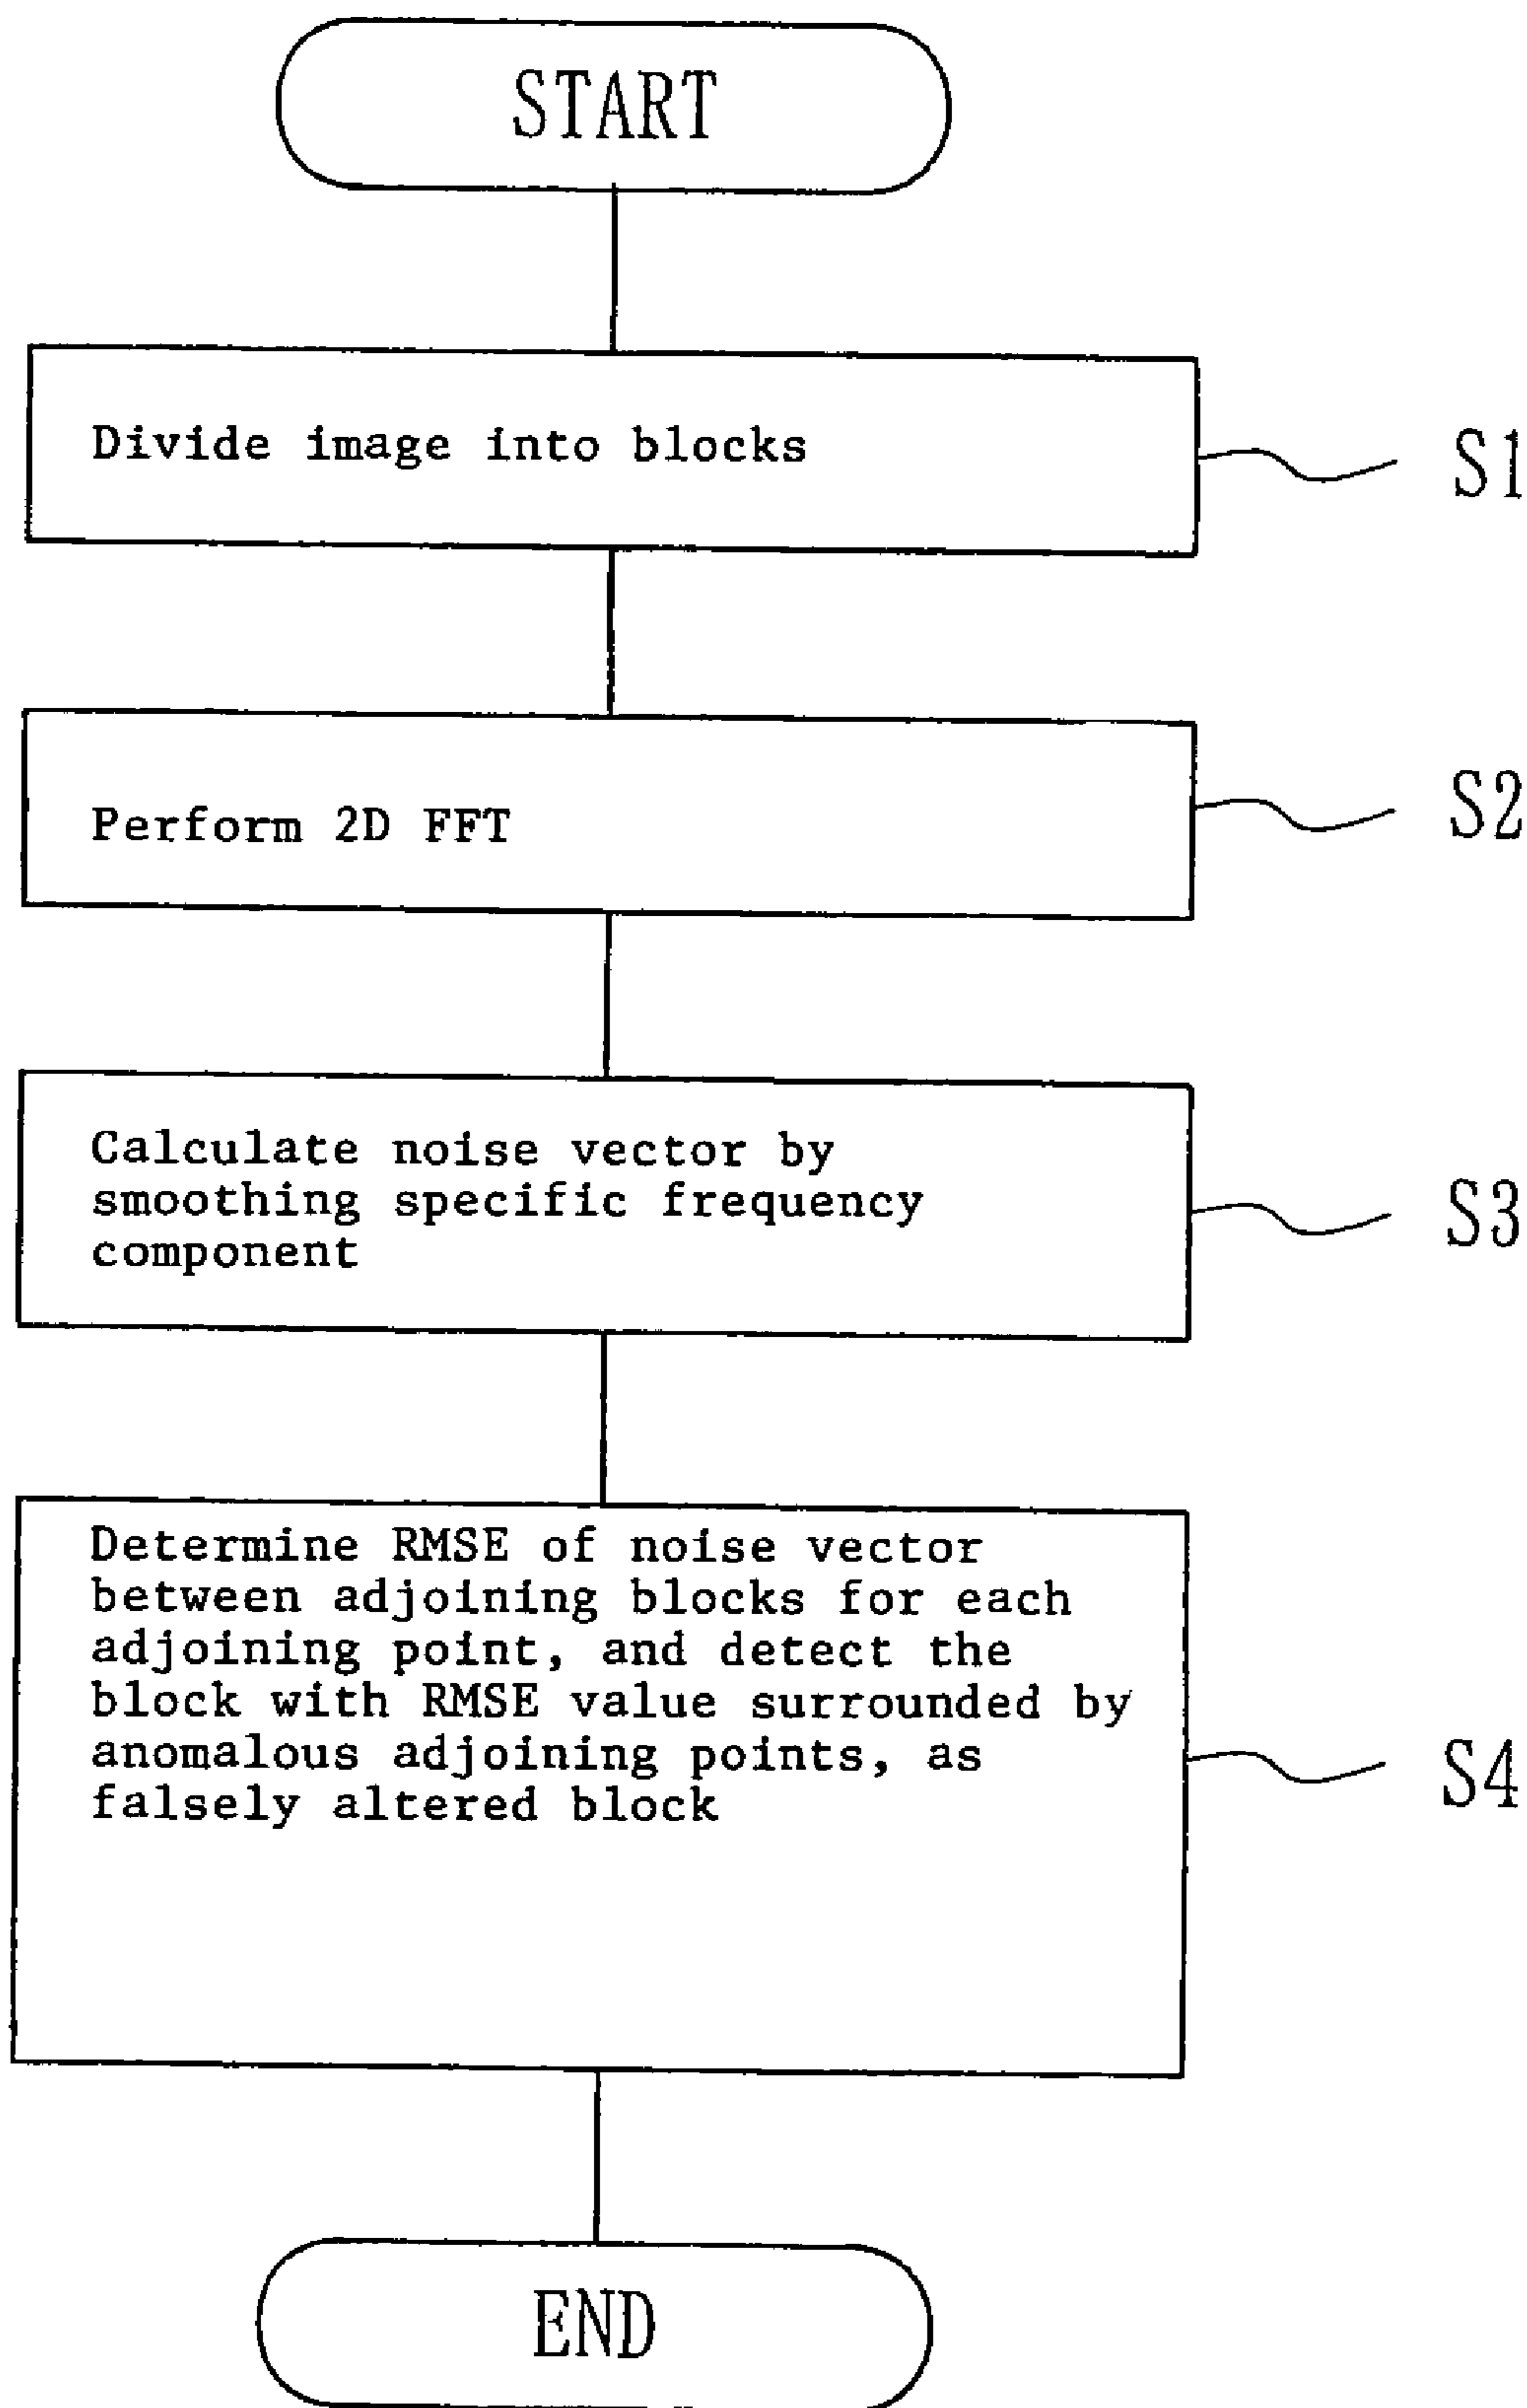 START
Divide image into blocks
S1
Perform 2D FFT
S2
Calculate noise vector by
smoothing specific frequency
component
S3
Determine RMSE of noise vector
between adjoining blocks for each
adjoining point, and detect the
block with RMSE value surrounded by
anomalous adjoining points, as
falsely altered block
S4
END